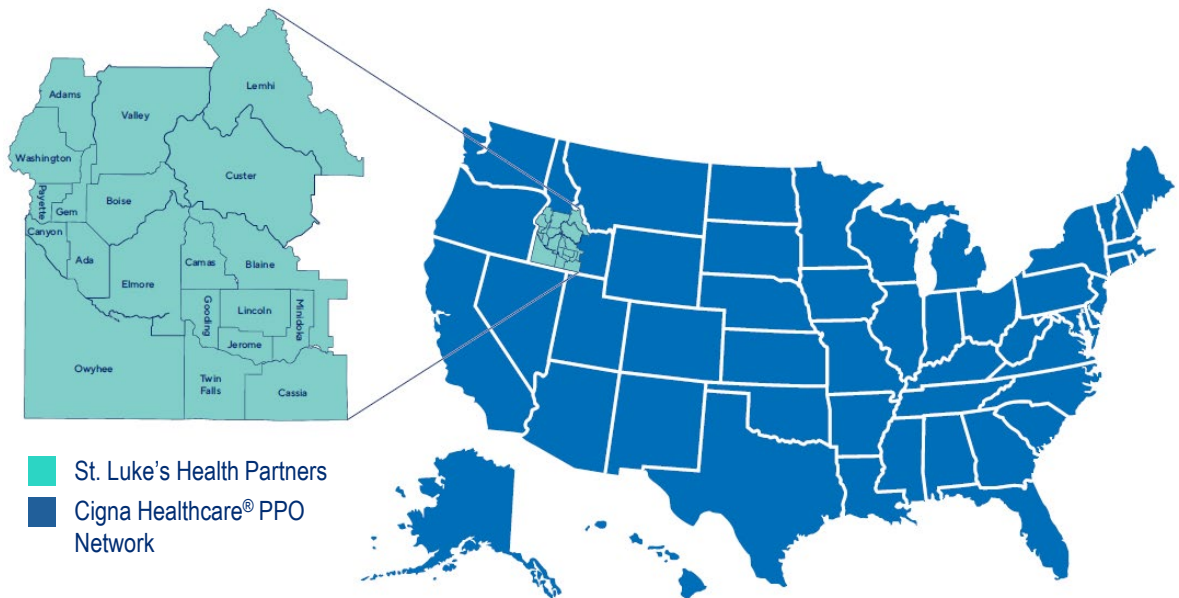 Lemhi
Adams
Valley
Washington
Custer
Payette
Gem
Boise
Canyon
Ada
Camas
Blaine
Elmore
Gooding
Lincoln
Minidoka
Jerome
Owyhee
Twin
Falls
Cassia
St. Luke’s Health Partners
Cigna Healthcare® PPO
Network